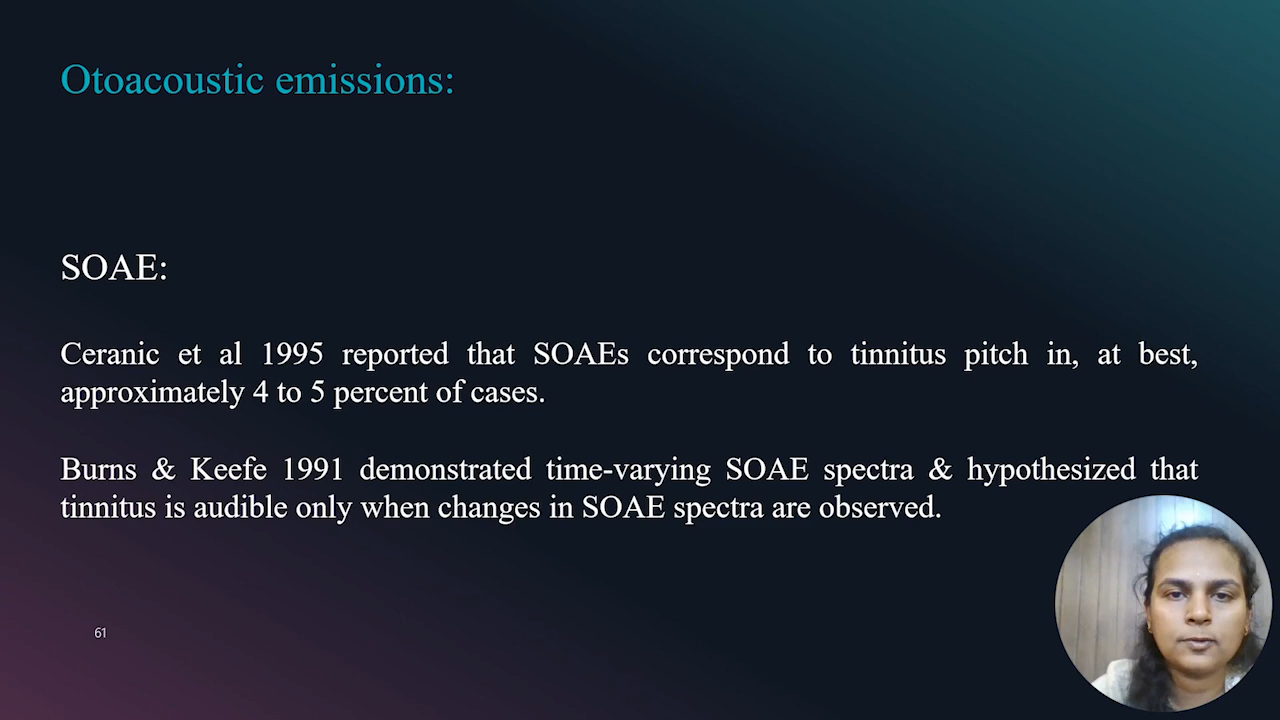 Otoacoustic emissions:
SOAE:
Ceranic et al 1995 reported that SOAEs correspond to tinnitus pitch in, at best,
approximately 4 to 5 percent of cases.
Burns & Keefe 1991 demonstrated time-varying SOAE spectra & hypothesized that
tinnitus is audible only when changes in SOAE spectra are observed.
61